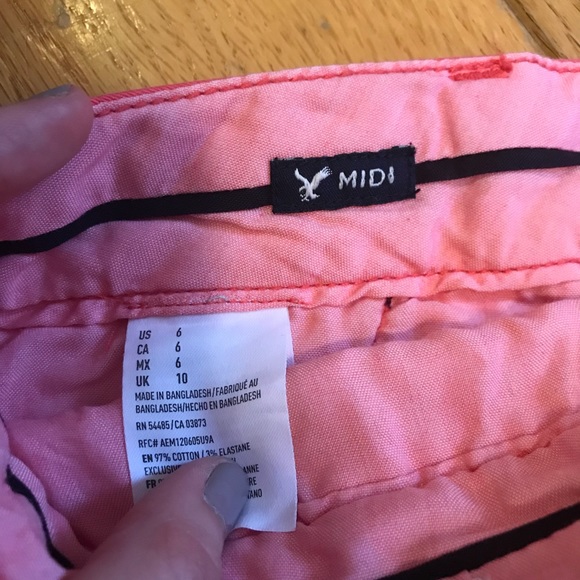 MIDI
US 6
CA 6
MX 6
UK 10
MADE IN BANGLADESH/FABRIQUÉ AU
BANGLADESH/HECHO EN BANGLADESH
RN 54485/CA 03873
RFC# AEM120605U9A
EN 97% COTTON / 3% ELASTANE
FR